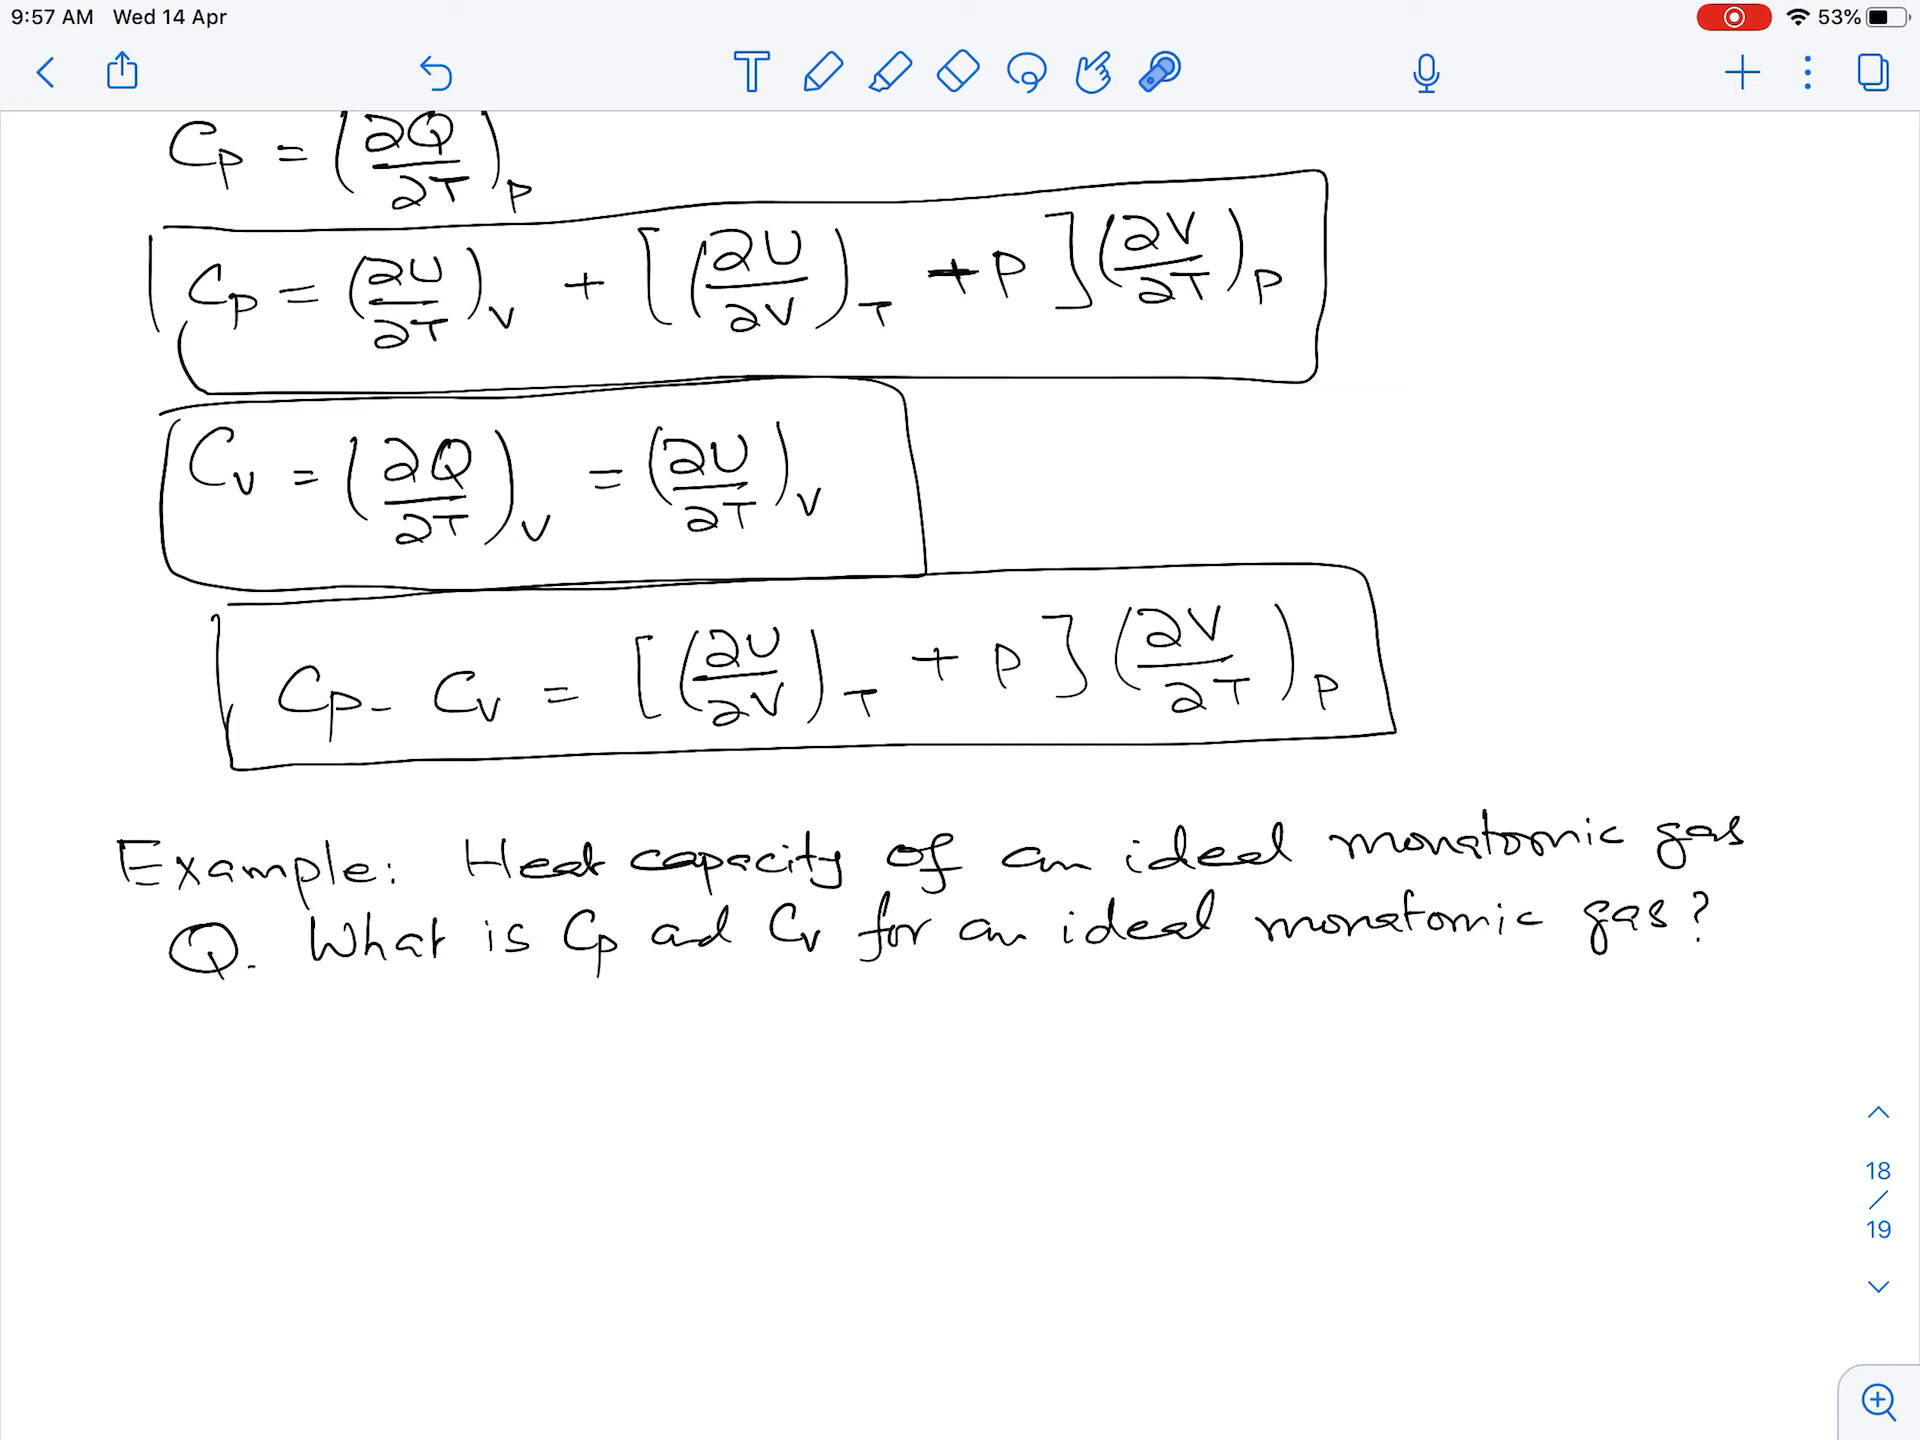 9:57 AM Wed 14 Apr 53%
T
Cp = (∂Q/∂T)p
Cp = (∂U/∂T)v + [(∂U/∂V)T + P](∂V/∂T)p
Cv = (∂Q/∂T)v = (∂U/∂T)v
Cp - Cv = [(∂U/∂V)T + P](∂V/∂T)p
Example: Heat capacity of an ideal monatomic gas
Q. What is Cp and Cv for an ideal monatomic gas?
18
/
19